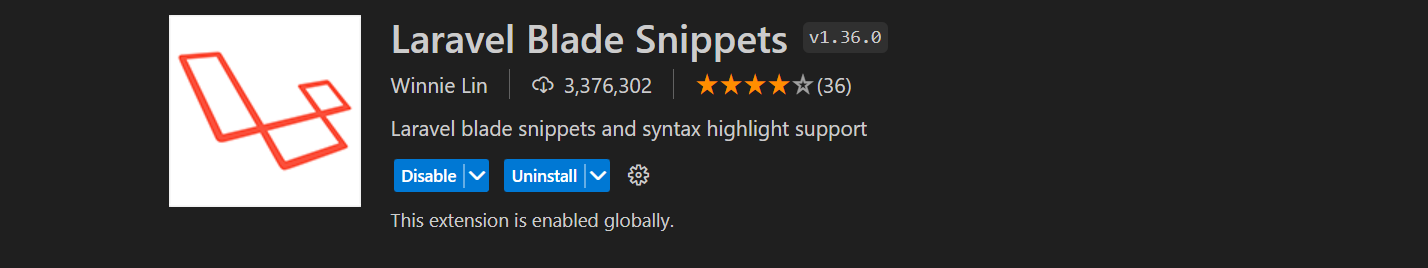 Laravel Blade Snippets v1.36.0
Winnie Lin 3,376,302 (36)
Laravel blade snippets and syntax highlight support
Disable Uninstall
This extension is enabled globally.